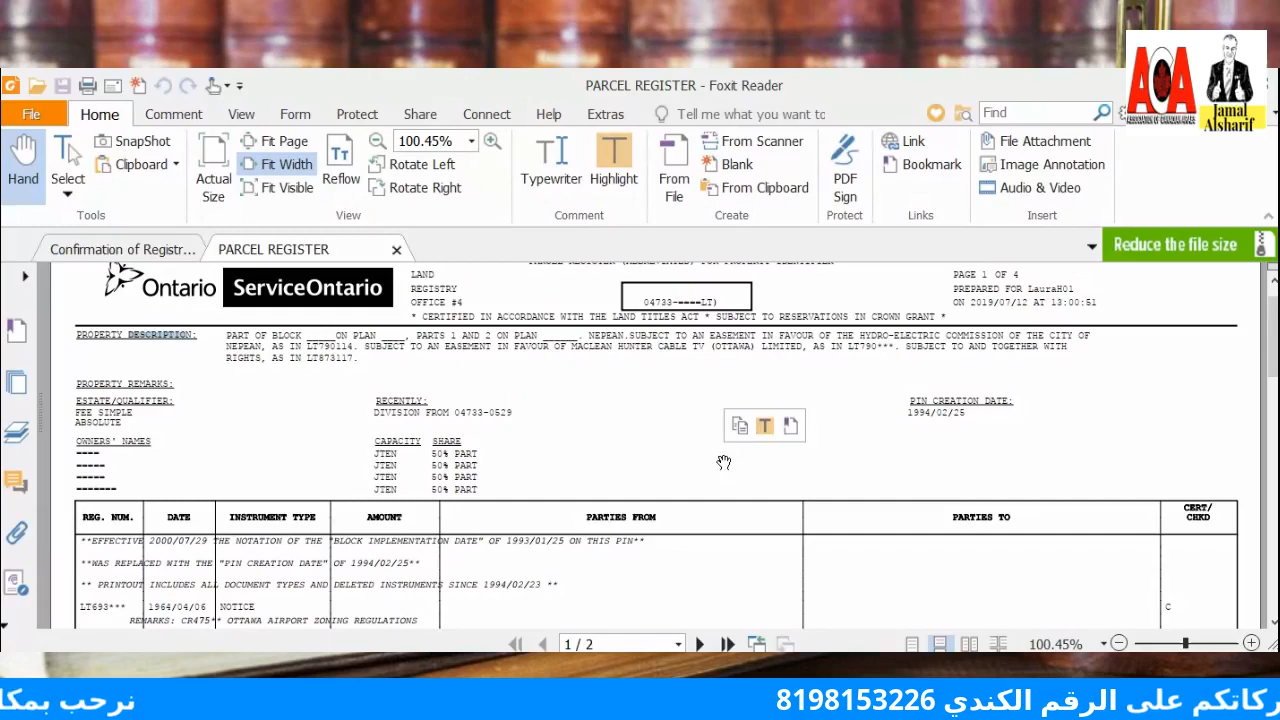 PARCEL REGISTER - Foxit Reader
ACA
Jamal
Alsharif
File Home Comment View Form Protect Share Connect Help Extras Tell me what you want to Find
Hand
Select
SnapShot
Clipboard
Actual
Size
Fit Page
Fit Width
Fit Visible
Reflow
100.45%
Rotate Left
Rotate Right
Typewriter
Highlight
From
File
From Scanner
Blank
From Clipboard
PDF
Sign
Link
Bookmark
File Attachment
Image Annotation
Audio & Video
Tools View Comment Create Protect Links Insert
Confirmation of Registr... PARCEL REGISTER Reduce the file size
Ontario ServiceOntario
LAND
REGISTRY
OFFICE #4
04733-====LT)
PAGE 1 OF 4
PREPARED FOR LauraH01
ON 2019/07/12 AT 13:00:51
* CERTIFIED IN ACCORDANCE WITH THE LAND TITLES ACT * SUBJECT TO RESERVATIONS IN CROWN GRANT *
PROPERTY DESCRIPTION: PART OF BLOCK ____ ON PLAN ____, PARTS 1 AND 2 ON PLAN _____. NEPEAN.SUBJECT TO AN EASEMENT IN FAVOUR OF THE HYDRO-ELECTRIC COMMISSION OF THE CITY OF
NEPEAN, AS IN LT790114. SUBJECT TO AN EASEMENT IN FAVOUR OF MACLEAN HUNTER CABLE TV (OTTAWA) LIMITED, AS IN LT790***. SUBJECT TO AND TOGETHER WITH
RIGHTS, AS IN LT873117.
PROPERTY REMARKS:
ESTATE/QUALIFIER: RECENTLY: PIN CREATION DATE:
FEE SIMPLE DIVISION FROM 04733-0529 1994/02/25
ABSOLUTE
OWNERS' NAMES CAPACITY SHARE
---- JTEN 50% PART
----- JTEN 50% PART
----- JTEN 50% PART
------- JTEN 50% PART
REG. NUM. DATE INSTRUMENT TYPE AMOUNT PARTIES FROM PARTIES TO CERT/
CHKD
**EFFECTIVE 2000/07/29 THE NOTATION OF THE "BLOCK IMPLEMENTATION DATE" OF 1993/01/25 ON THIS PIN**
**WAS REPLACED WITH THE "PIN CREATION DATE" OF 1994/02/25**
** PRINTOUT INCLUDES ALL DOCUMENT TYPES AND DELETED INSTRUMENTS SINCE 1994/02/23 **
LT693*** 1964/04/06 NOTICE C
REMARKS: CR475** OTTAWA AIRPORT ZONING REGULATIONS
1 / 2 100.45%
ركاتكم على الرقم الكندي 8198153226 نرحب بمكا